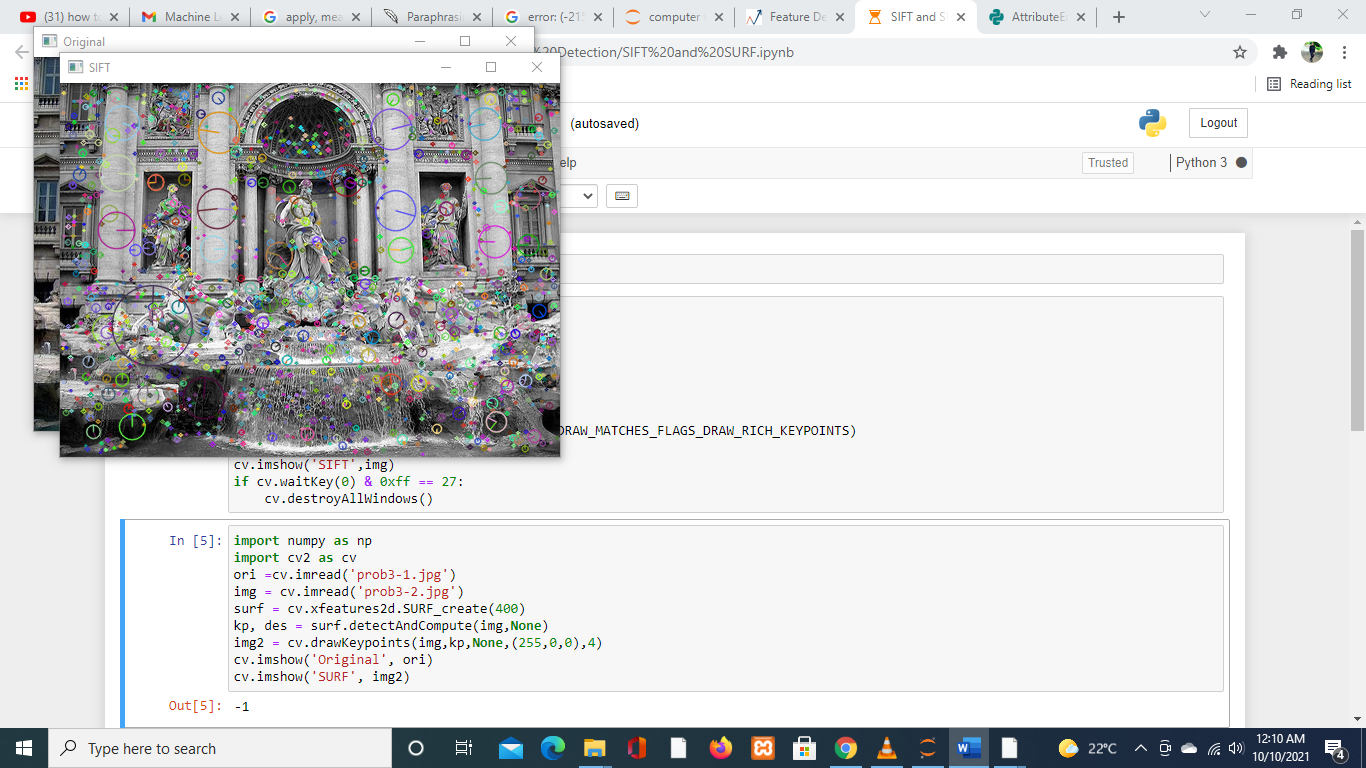 (31) how to
Machine Le
apply, mea
Paraphrasi
error: (-215
computer v
Feature De
SIFT and S
AttributeEr
Original
%20Detection/SIFT%20and%20SURF.ipynb
SIFT
Reading list
(autosaved)
Logout
elp
Trusted
Python 3
DRAW_MATCHES_FLAGS_DRAW_RICH_KEYPOINTS)
cv.imshow('SIFT',img)
if cv.waitKey(0) & 0xff == 27:
cv.destroyAllWindows()
In [5]:
import numpy as np
import cv2 as cv
ori =cv.imread('prob3-1.jpg')
img = cv.imread('prob3-2.jpg')
surf = cv.xfeatures2d.SURF_create(400)
kp, des = surf.detectAndCompute(img,None)
img2 = cv.drawKeypoints(img,kp,None,(255,0,0),4)
cv.imshow('Original', ori)
cv.imshow('SURF', img2)
Out[5]: -1
Type here to search
22°C
12:10 AM
10/10/2021
4